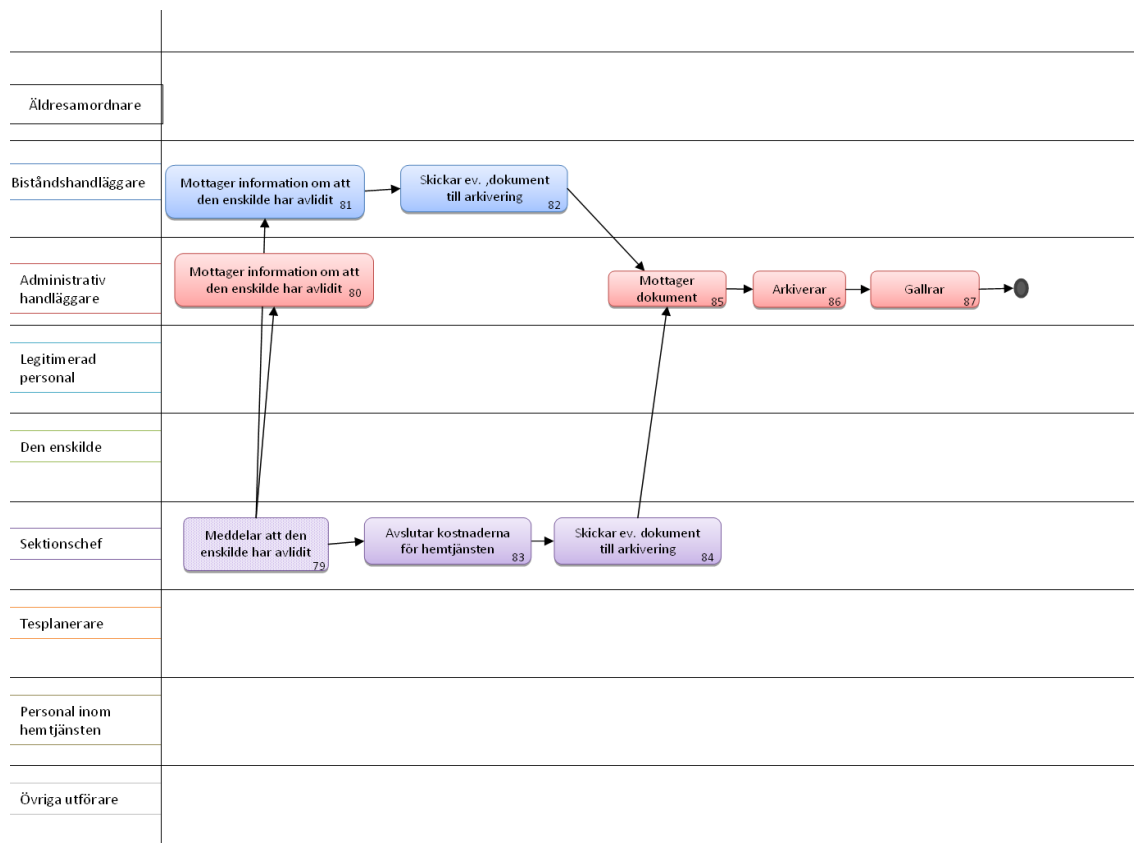 Äldresamordnare
Biståndshandläggare
Mottager information om att
den enskilde har avlidit 81
Skickar ev. ,dokument
till arkivering
82
Administrativ
handläggare
Mottager information om att
den enskilde har avlidit 80
Mottager
dokument
85
Arkiverar
86
Gallrar
87
Legitimerad
personal
Den enskilde
Sektionschef
Meddelar att den
enskilde har avlidit
79
Avslutar kostnaderna
för hemtjänsten
83
Skickar ev. dokument
till arkivering
84
Tesplanerare
Personal inom
hemtjänsten
Övriga utförare